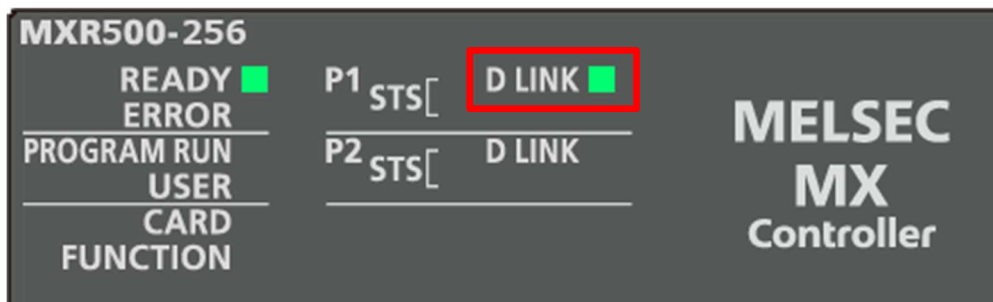 MXR500-256
READY
ERROR
PROGRAM RUN
USER
CARD
FUNCTION
P1 STS[ D LINK
P2 STS[ D LINK
MELSEC
MX
Controller